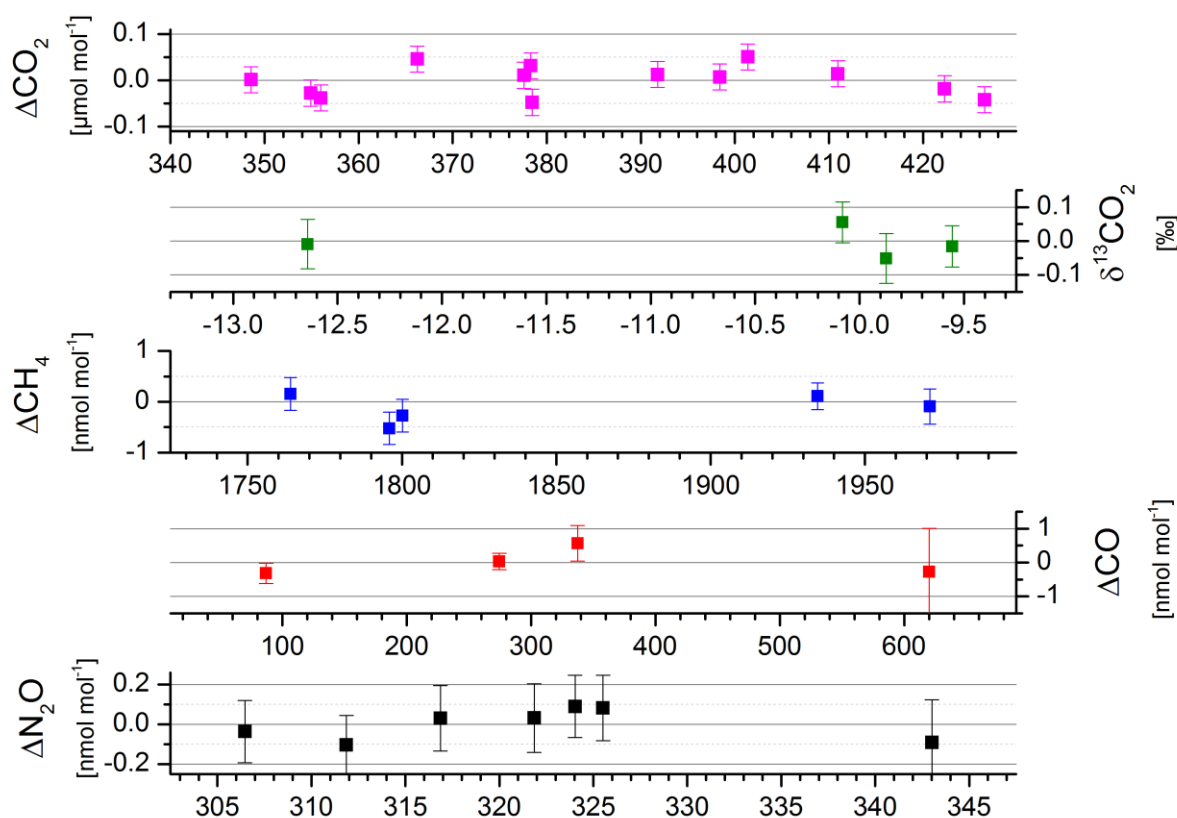 ΔCO₂
[µmol mol⁻¹]
0.1
0.0
-0.1
340 350 360 370 380 390 400 410 420
0.1
0.0
-0.1
δ¹³CO₂
[‰]
-13.0 -12.5 -12.0 -11.5 -11.0 -10.5 -10.0 -9.5
ΔCH₄
[nmol mol⁻¹]
1
0
-1
1750 1800 1850 1900 1950
1
0
-1
ΔCO
[nmol mol⁻¹]
100 200 300 400 500 600
ΔN₂O
[nmol mol⁻¹]
0.2
0.0
-0.2
305 310 315 320 325 330 335 340 345